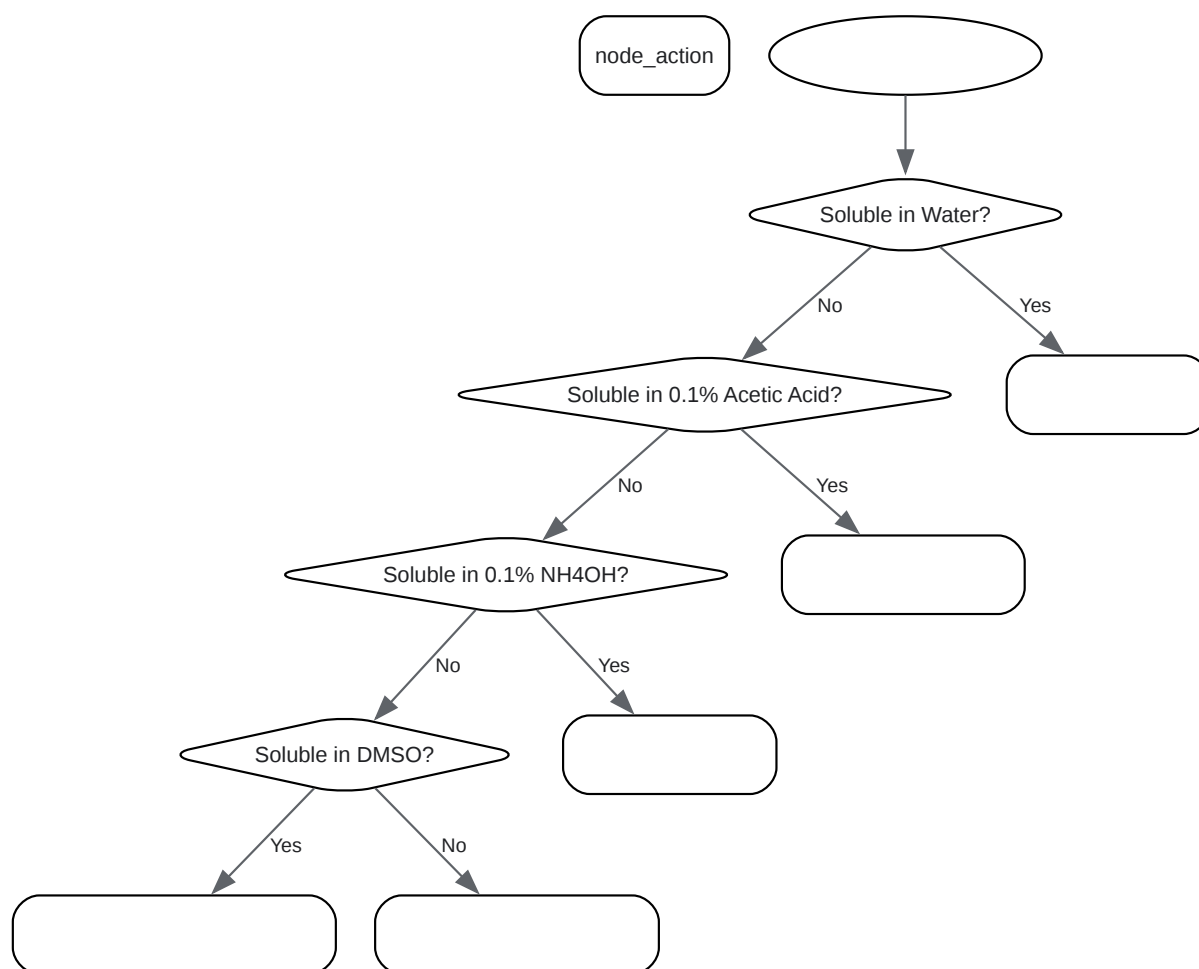 node_action
Soluble in Water?
No
Yes
Soluble in 0.1% Acetic Acid?
No
Yes
Soluble in 0.1% NH4OH?
No
Yes
Soluble in DMSO?
Yes
No